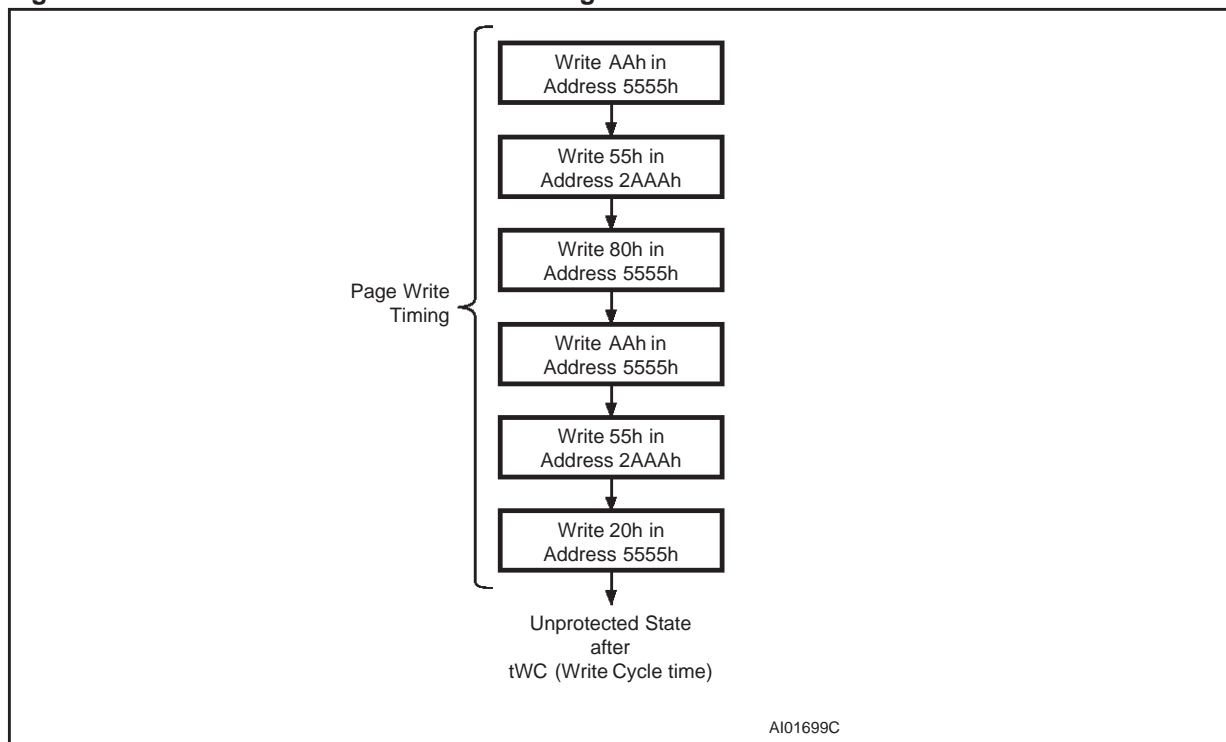 Write AAh in
Address 5555h
Write 55h in
Address 2AAAh
Write 80h in
Address 5555h
Page Write
Timing
Write AAh in
Address 5555h
Write 55h in
Address 2AAAh
Write 20h in
Address 5555h
Unprotected State
after
tWC (Write Cycle time)
AI01699C